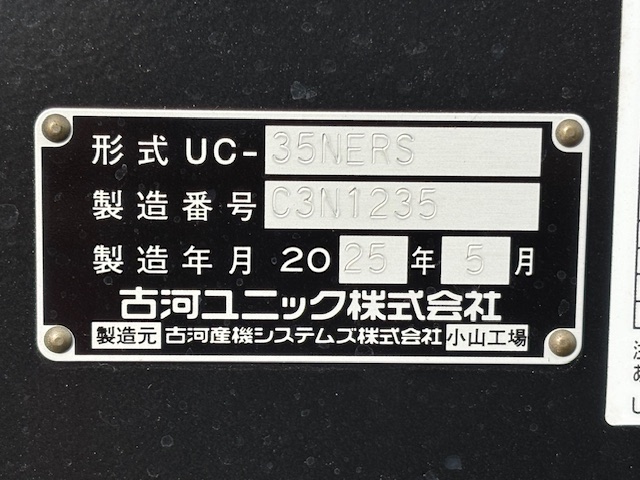 形式 UC- 35NERS
製造番号 C3N1235
製造年月 2025年5月
古河ユニック株式会社
製造元 古河産機システムズ株式会社 小山工場